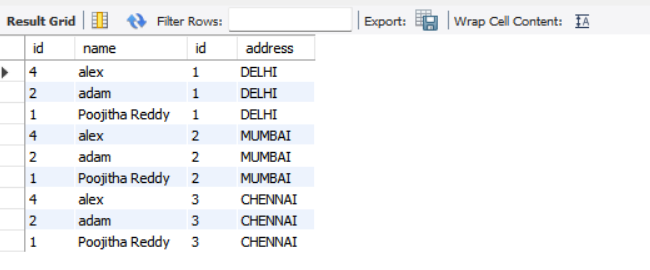 Result Grid Filter Rows: Export: Wrap Cell Content: IA
id name id address
4 alex 1 DELHI
2 adam 1 DELHI
1 Poojitha Reddy 1 DELHI
4 alex 2 MUMBAI
2 adam 2 MUMBAI
1 Poojitha Reddy 2 MUMBAI
4 alex 3 CHENNAI
2 adam 3 CHENNAI
1 Poojitha Reddy 3 CHENNAI